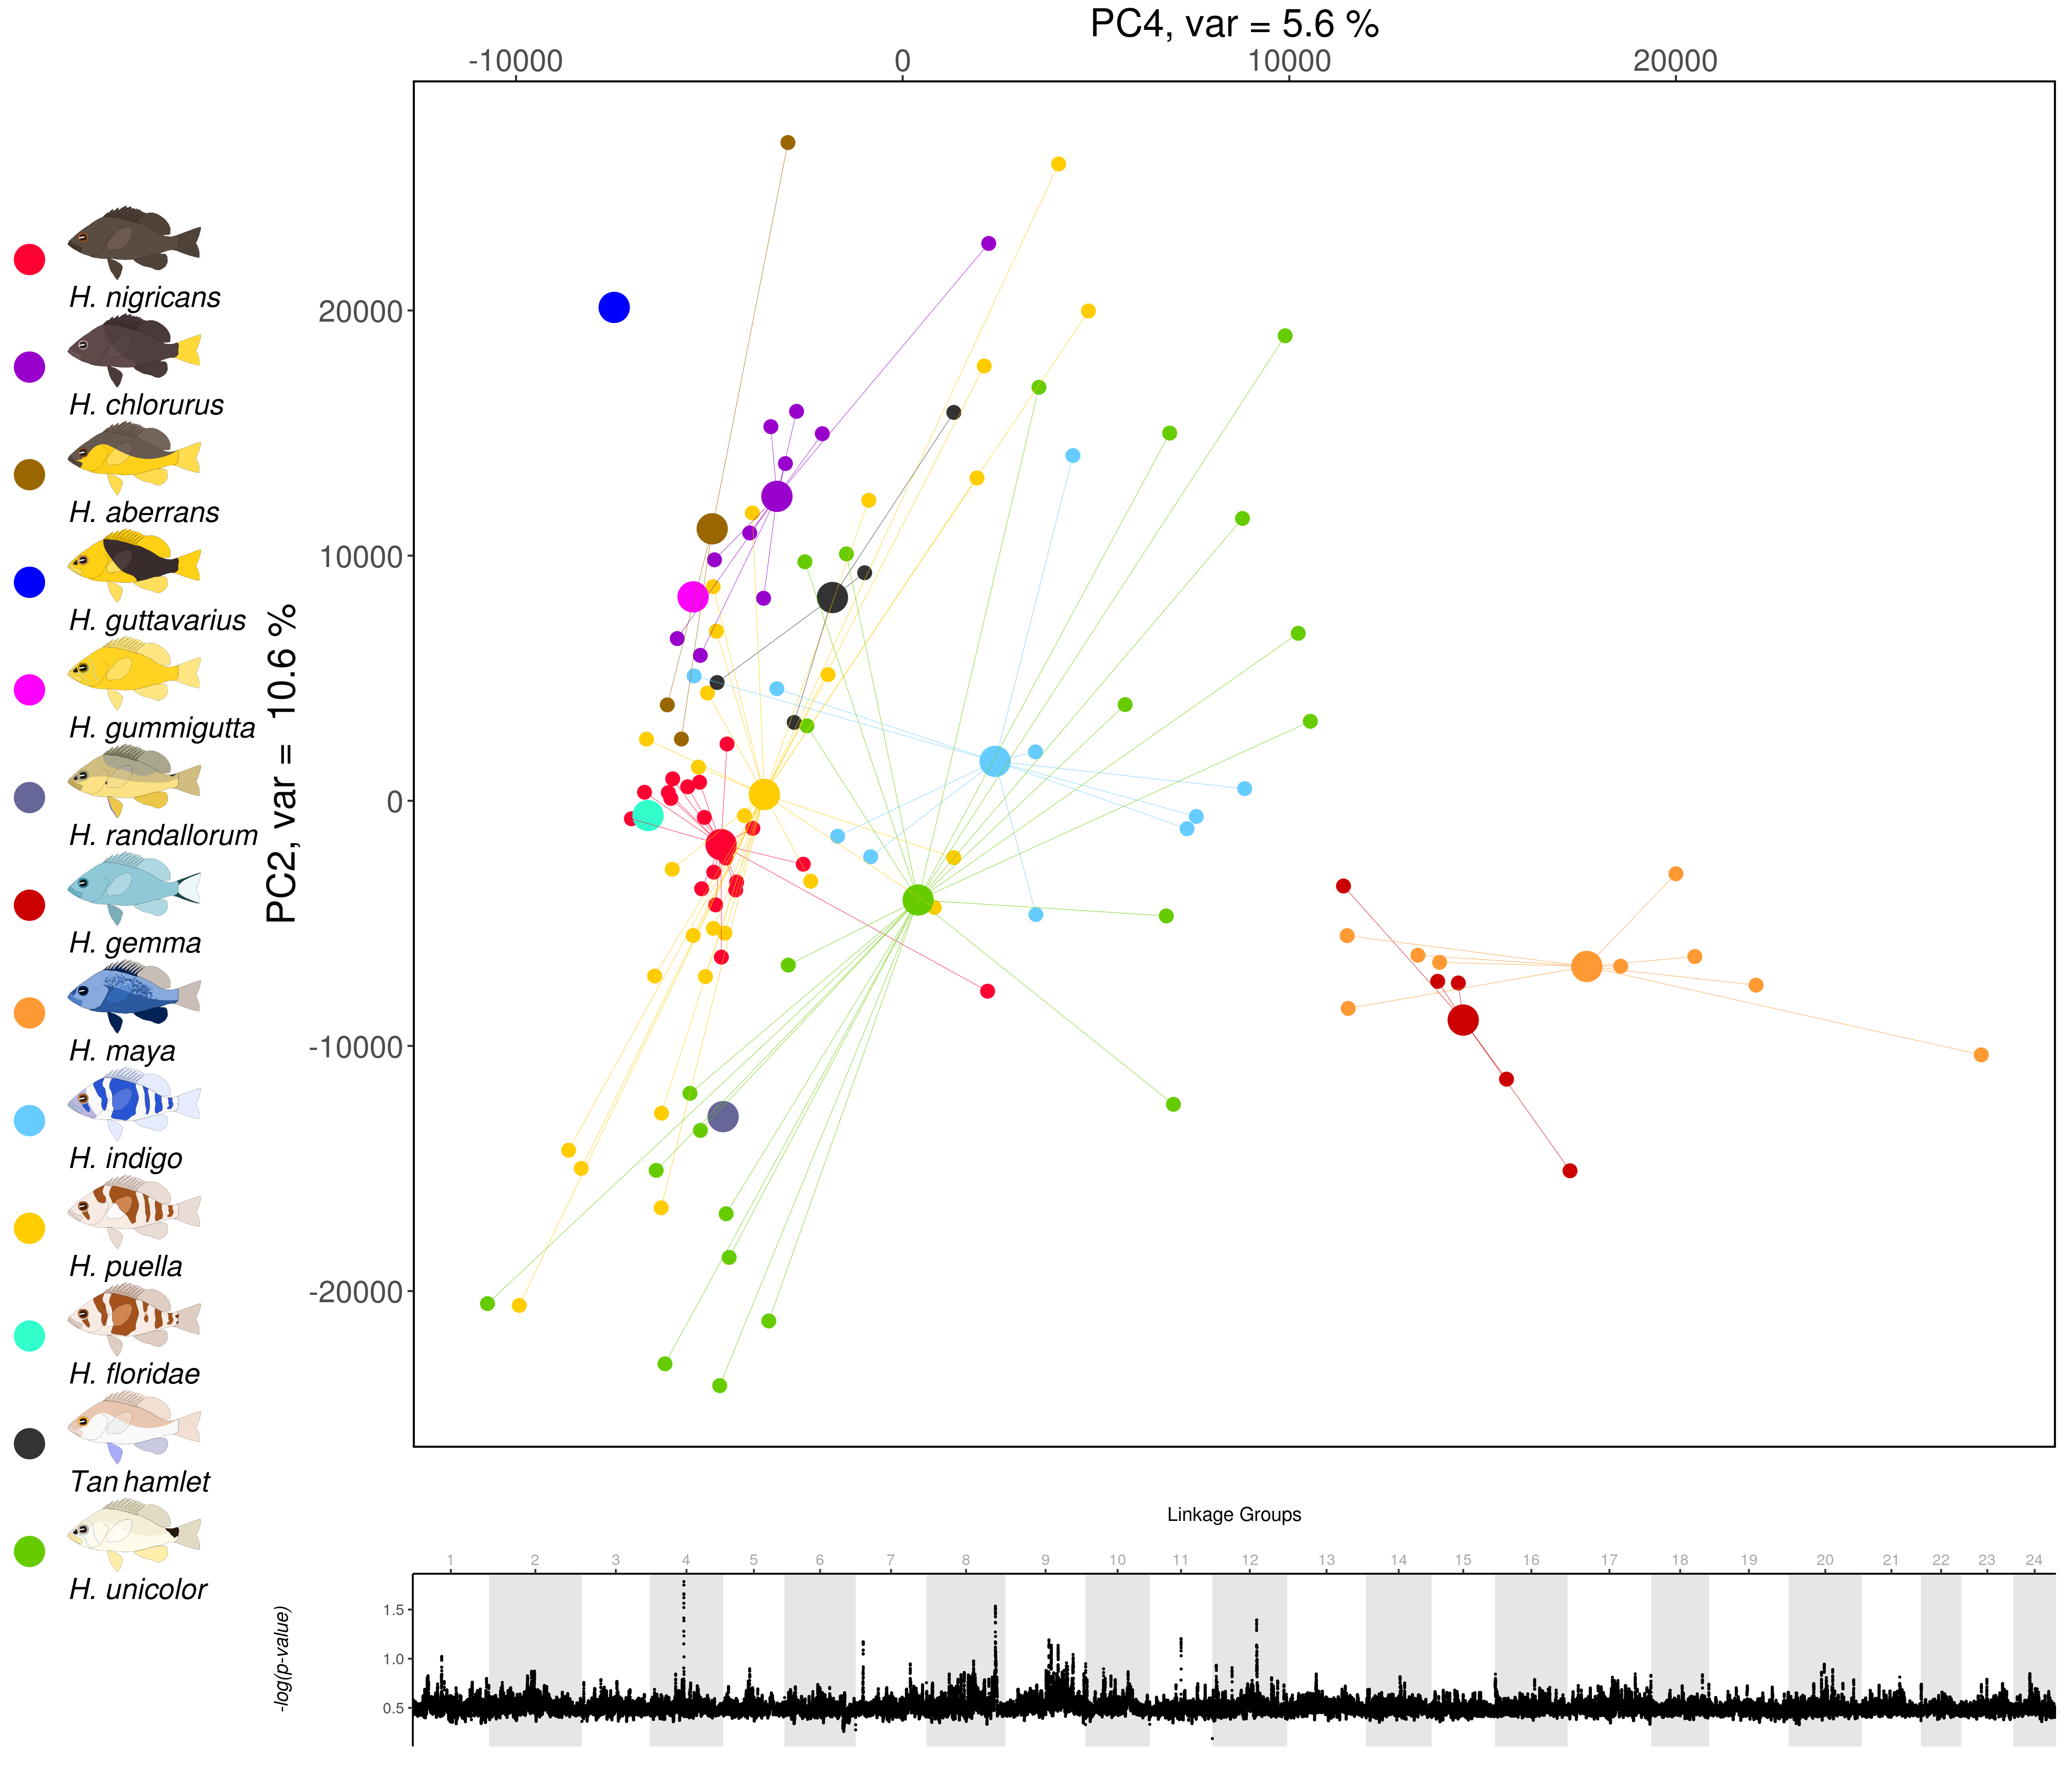 PC4, var = 5.6 %
-10000 0 10000 20000
H. nigricans
H. chlorurus
H. aberrans
H. guttavarius
H. gummigutta
H. randallorum
H. gemma
H. maya
H. indigo
H. puella
H. floridae
Tan hamlet
H. unicolor
PC2, var = 10.6 %
20000
10000
0
-10000
-20000
Linkage Groups
1 2 3 4 5 6 7 8 9 10 11 12 13 14 15 16 17 18 19 20 21 22 23 24
-log(p-value)
1.5
1.0
0.5